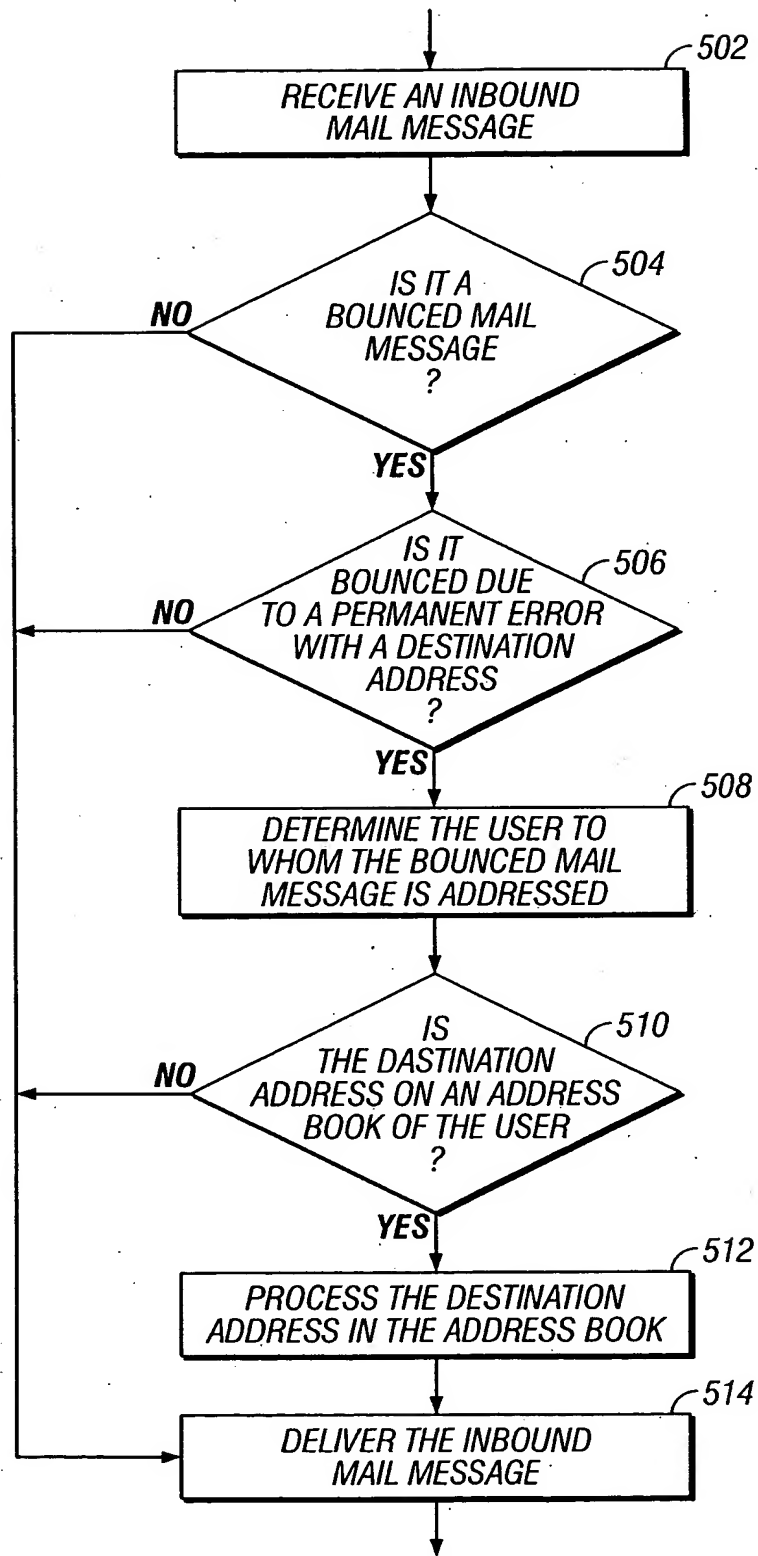 502
RECEIVE AN INBOUND
MAIL MESSAGE
504
IS IT A
BOUNCED MAIL
MESSAGE
?
NO
YES
506
IS IT
BOUNCED DUE
TO A PERMANENT ERROR
WITH A DESTINATION
ADDRESS
?
NO
YES
508
DETERMINE THE USER TO
WHOM THE BOUNCED MAIL
MESSAGE IS ADDRESSED
510
IS
THE DASTINATION
ADDRESS ON AN ADDRESS
BOOK OF THE USER
?
NO
YES
512
PROCESS THE DESTINATION
ADDRESS IN THE ADDRESS BOOK
514
DELIVER THE INBOUND
MAIL MESSAGE